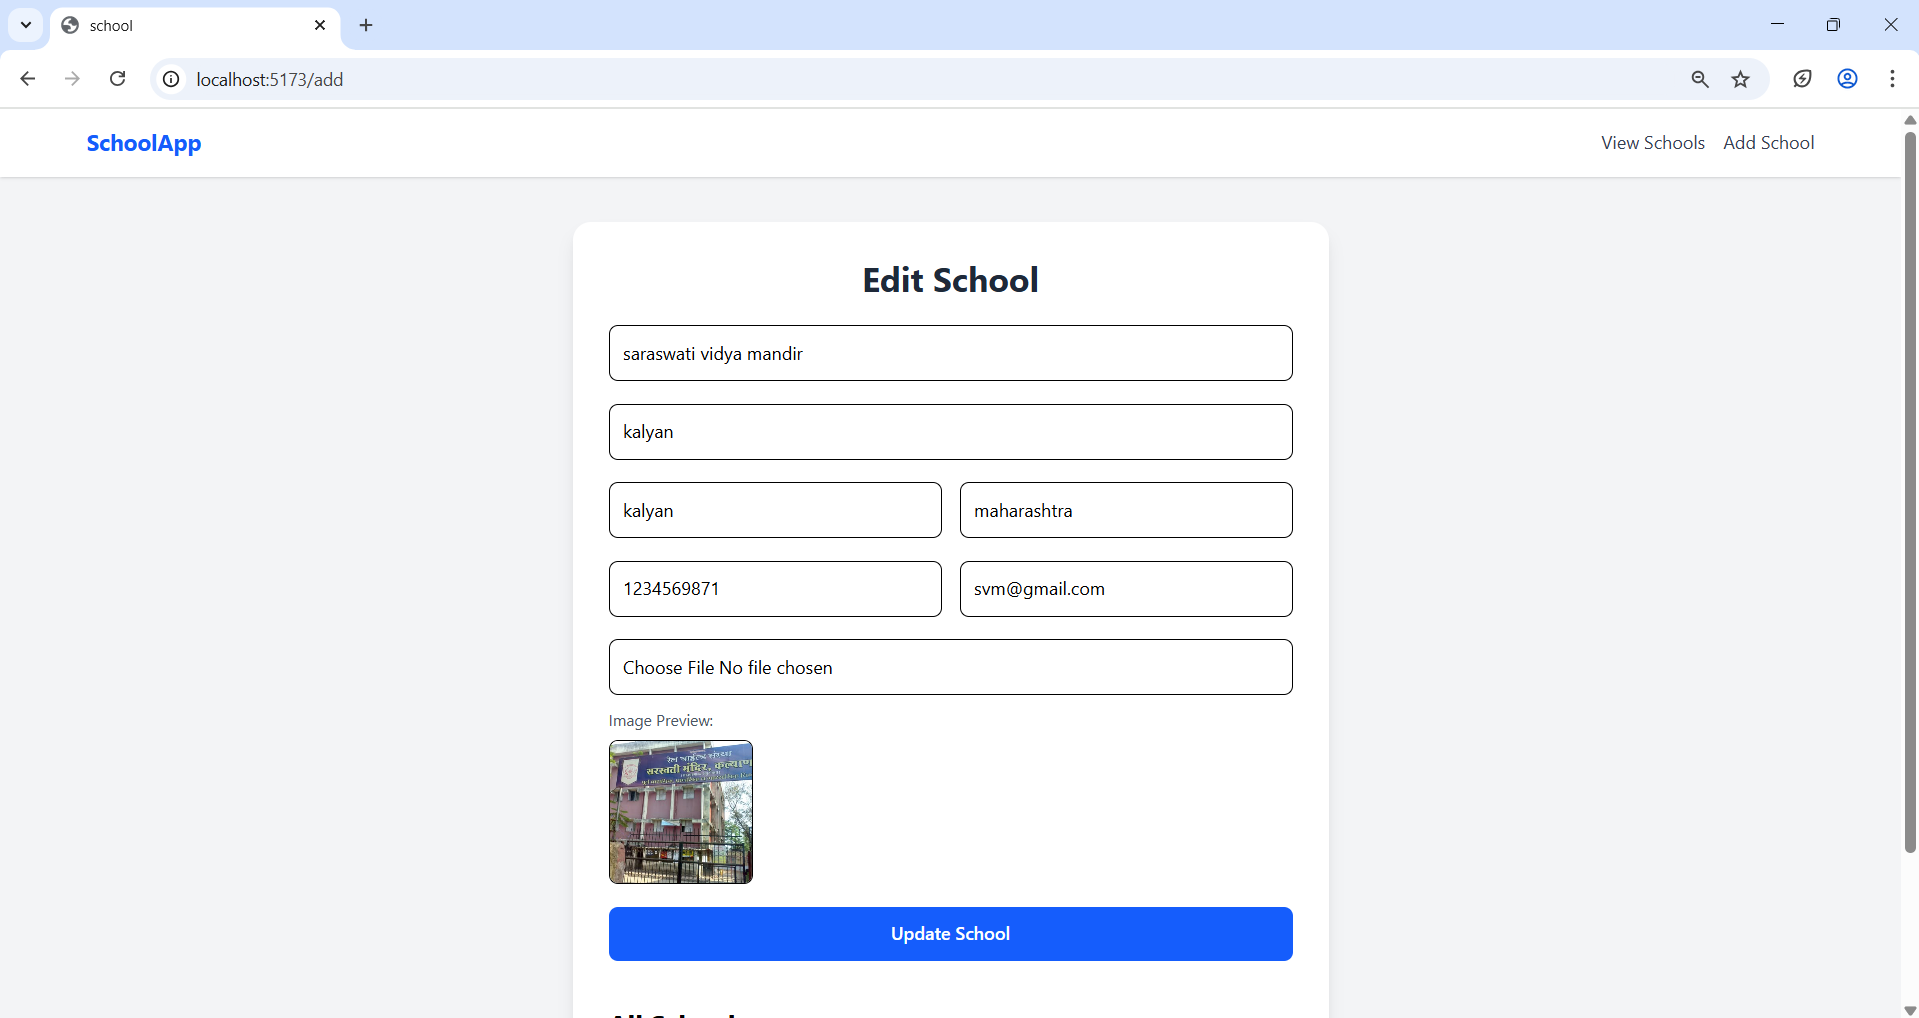 school
localhost:5173/add
SchoolApp
View Schools Add School
Edit School
saraswati vidya mandir
kalyan
kalyan maharashtra
1234569871 svm@gmail.com
Choose File No file chosen
Image Preview:
सरस्वती मंदिर, कल्याण
Update School